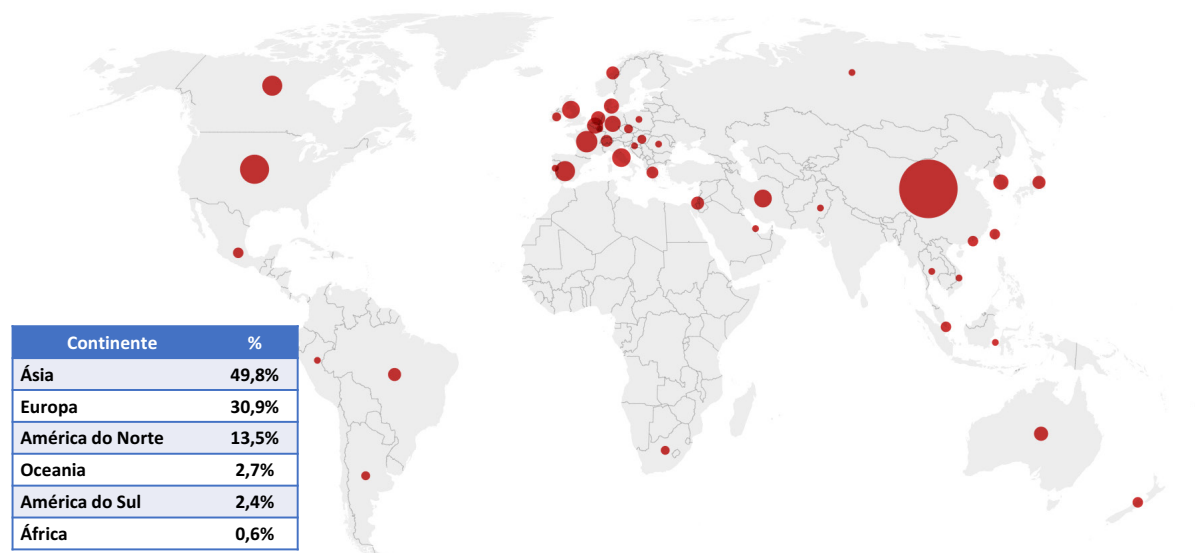 Continente %
Ásia 49,8%
Europa 30,9%
América do Norte 13,5%
Oceania 2,7%
América do Sul 2,4%
África 0,6%